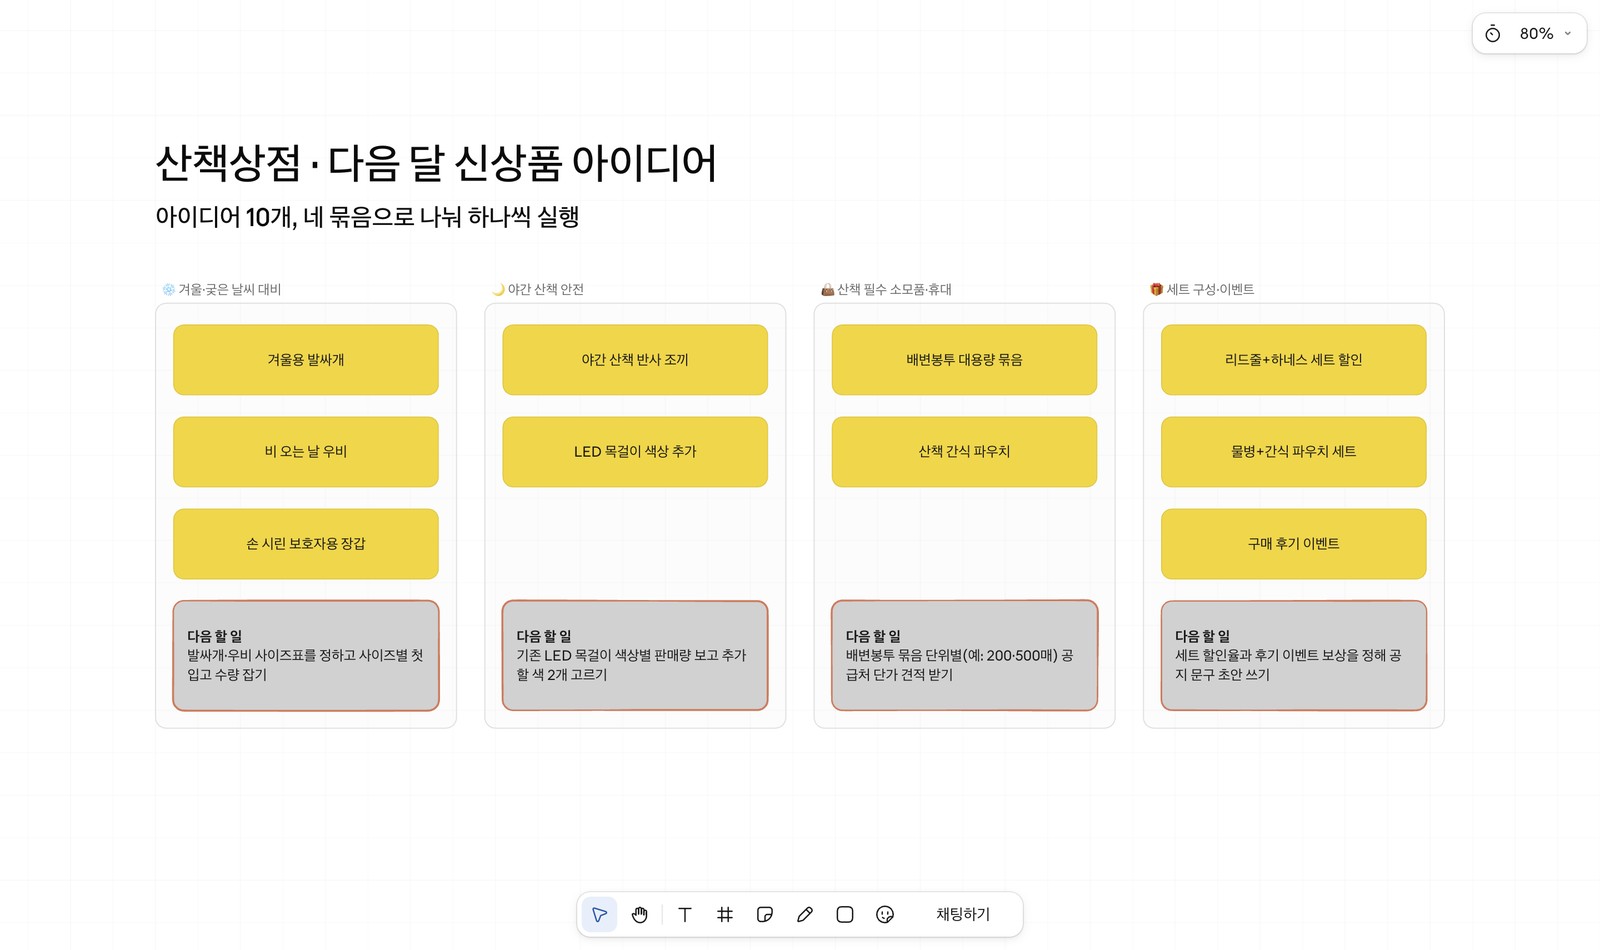 80%
산책상점 · 다음 달 신상품 아이디어
아이디어 10개, 네 묶음으로 나눠 하나씩 실행
겨울·궂은 날씨 대비
겨울용 발싸개
비 오는 날 우비
손 시린 보호자용 장갑
다음 할 일
발싸개·우비 사이즈표를 정하고 사이즈별 첫
입고 수량 잡기
야간 산책 안전
야간 산책 반사 조끼
LED 목걸이 색상 추가
다음 할 일
기존 LED 목걸이 색상별 판매량 보고 추가
할 색 2개 고르기
산책 필수 소모품·휴대
배변봉투 대용량 묶음
산책 간식 파우치
다음 할 일
배변봉투 묶음 단위별(예: 200·500매) 공
급처 단가 견적 받기
세트 구성·이벤트
리드줄+하네스 세트 할인
물병+간식 파우치 세트
구매 후기 이벤트
다음 할 일
세트 할인율과 후기 이벤트 보상을 정해 공
지 문구 초안 쓰기
채팅하기